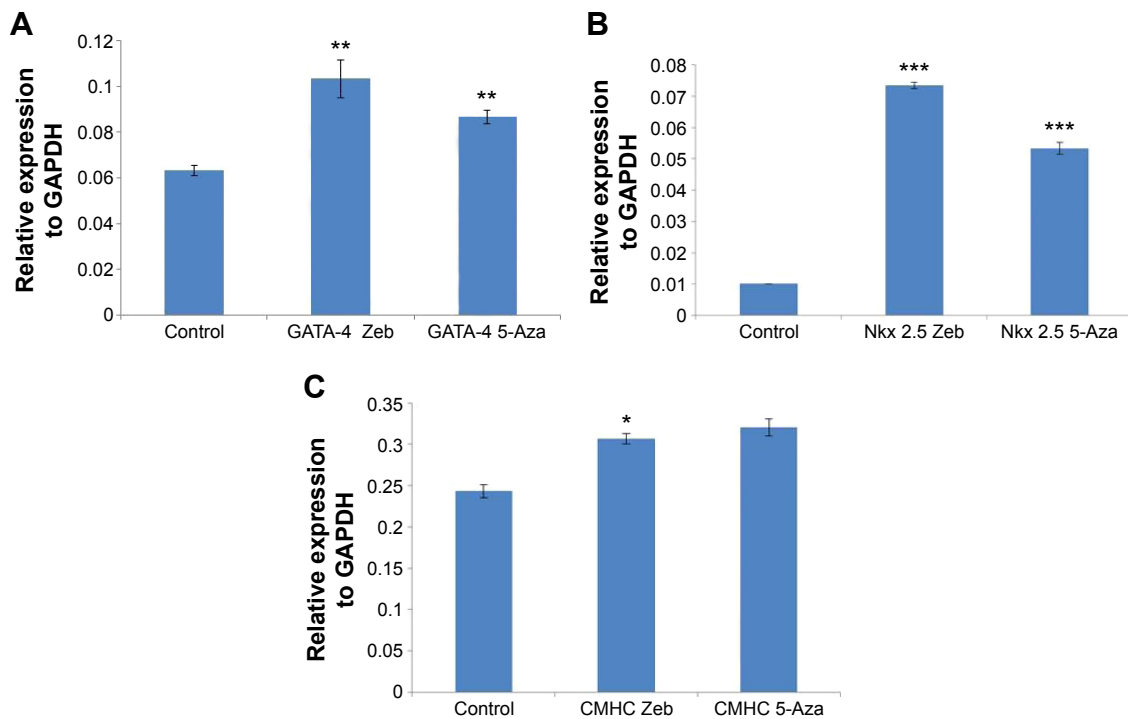 A
Relative expression
to GAPDH
0.12
0.1
0.08
0.06
0.04
0.02
0
**
**
Control
GATA-4 Zeb
GATA-4 5-Aza
B
Relative expression
to GAPDH
0.08
0.07
0.06
0.05
0.04
0.03
0.02
0.01
0
***
***
Control
Nkx 2.5 Zeb
Nkx 2.5 5-Aza
C
Relative expression
to GAPDH
0.35
0.3
0.25
0.2
0.15
0.1
0.05
0
*
Control
CMHC Zeb
CMHC 5-Aza